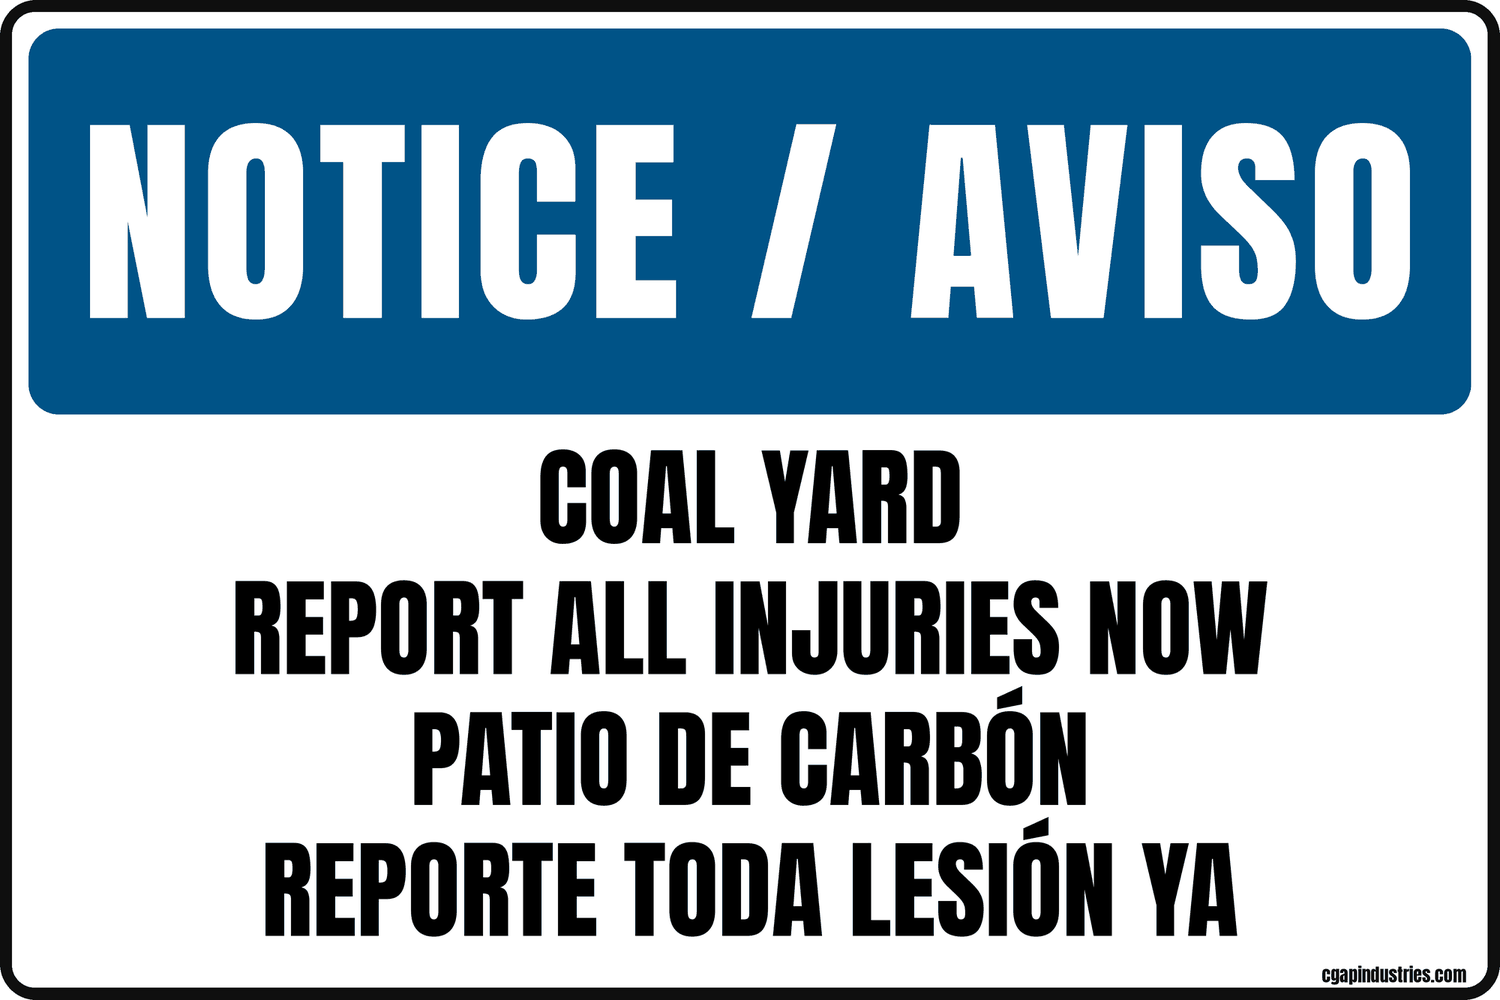 NOTICE / AVISO
COAL YARD
REPORT ALL INJURIES NOW
PATIO DE CARBÓN
REPORTE TODA LESIÓN YA
cgapindustries.com